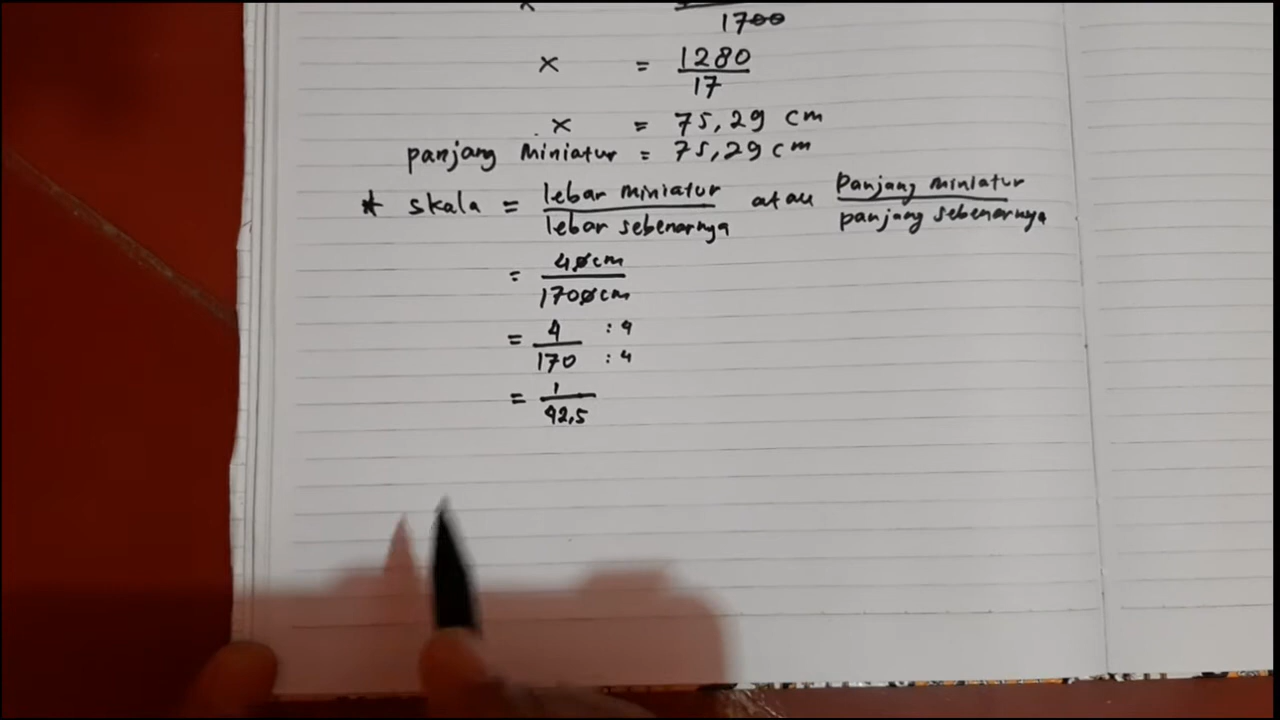 1700
x = 1280/17
x = 75,29 cm
panjang miniatur = 75,29 cm
* skala = lebar miniatur/lebar sebenarnya atau Panjang miniatur/panjang sebenarnya
= 40cm/1700cm
= 4/170 :4 :4
= 1/42,5